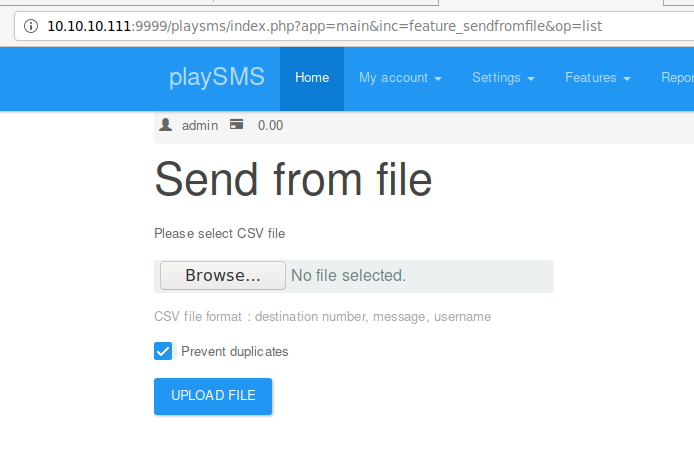 10.10.10.111:9999/playsms/index.php?app=main&inc=feature_sendfromfile&op=list
playSMS Home My account Settings Features Repor
admin 0.00
Send from file
Please select CSV file
Browse... No file selected.
CSV file format : destination number, message, username
Prevent duplicates
UPLOAD FILE